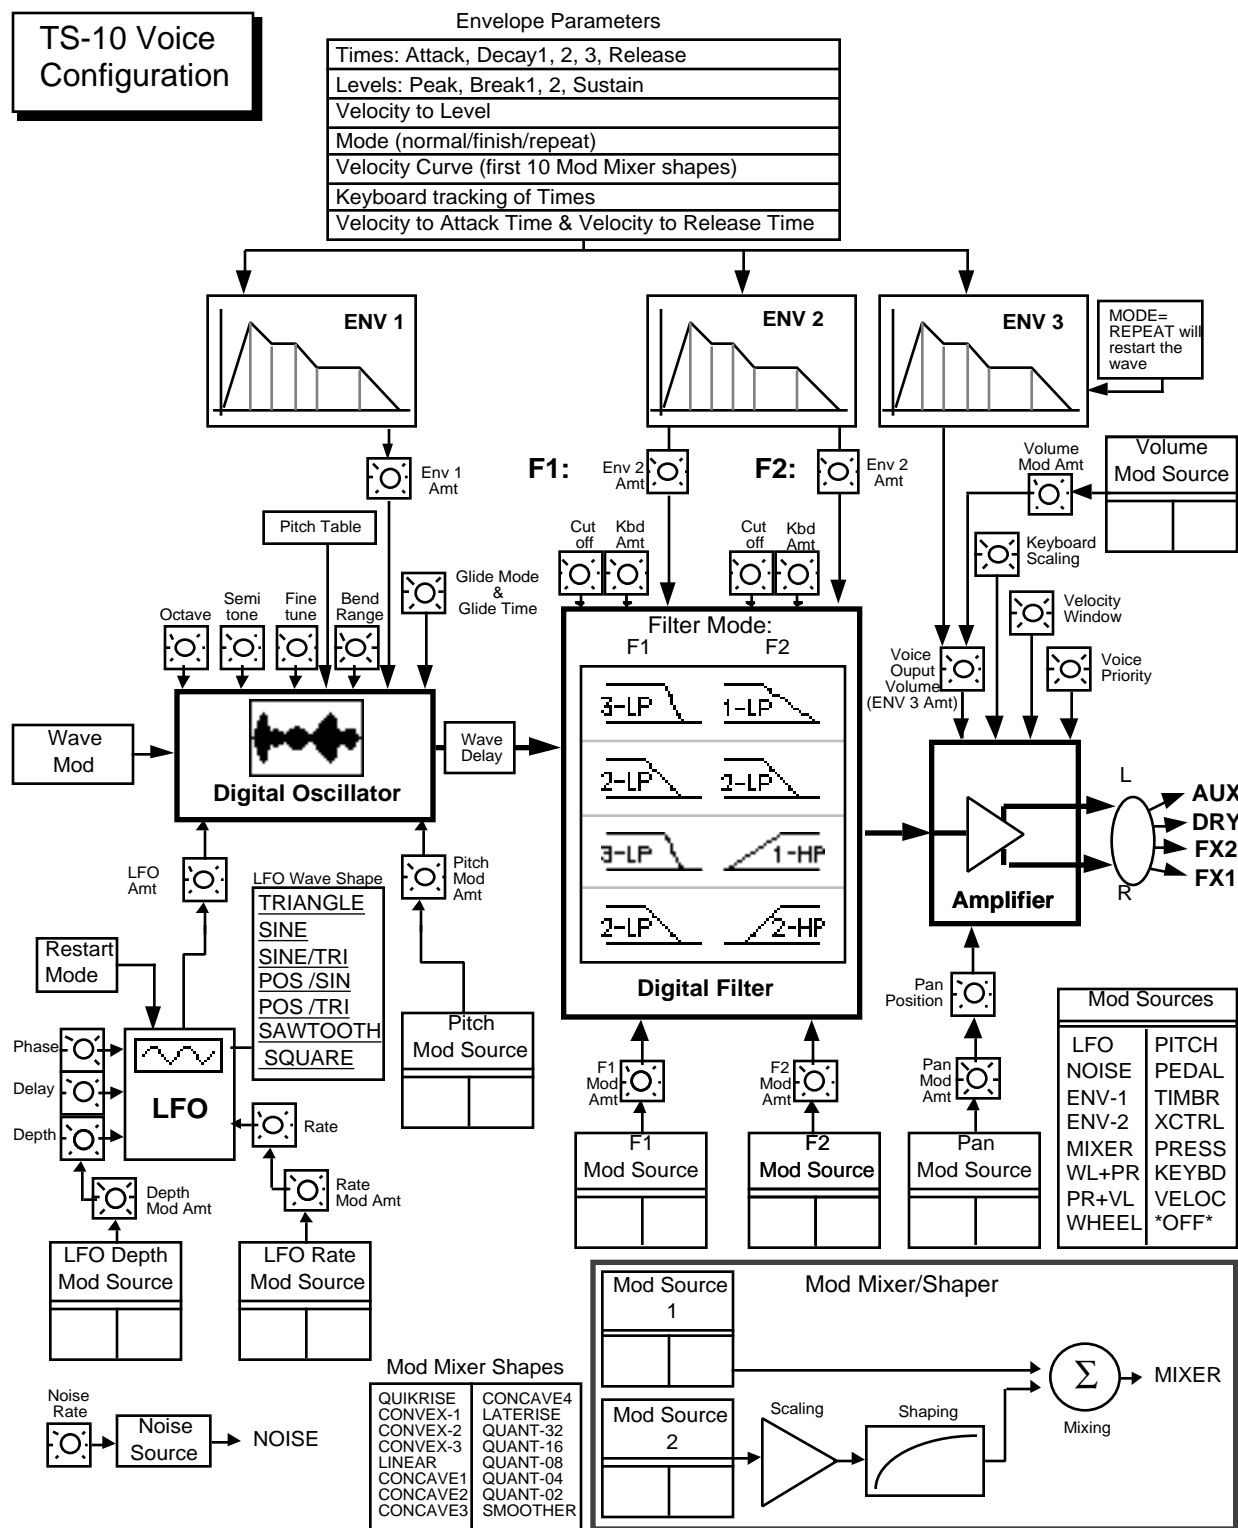 TS-10 Voice
Configuration
Envelope Parameters
Times: Attack, Decay1, 2, 3, Release
Levels: Peak, Break1, 2, Sustain
Velocity to Level
Mode (normal/finish/repeat)
Velocity Curve (first 10 Mod Mixer shapes)
Keyboard tracking of Times
Velocity to Attack Time & Velocity to Release Time
ENV 1
ENV 2
ENV 3
MODE=
REPEAT will
restart the
wave
Env 1
Amt
F1:
Env 2
Amt
F2:
Env 2
Amt
Volume
Mod Amt
Volume
Mod Source
Pitch Table
Cut
off
Kbd
Amt
Cut
off
Kbd
Amt
Keyboard
Scaling
Glide Mode
&
Glide Time
Octave
Semi
tone
Fine
tune
Bend
Range
Velocity
Window
Filter Mode:
F1
F2
Voice
Ouput
Volume
(ENV 3 Amt)
Voice
Priority
3-LP
1-LP
2-LP
2-LP
3-LP
1-HP
2-LP
2-HP
Digital Filter
Wave
Mod
Digital Oscillator
Wave
Delay
L
R
AUX
DRY
FX2
FX1
Amplifier
LFO
Amt
LFO Wave Shape
TRIANGLE
SINE
SINE/TRI
POS /SIN
POS /TRI
SAWTOOTH
SQUARE
Pitch
Mod
Amt
Restart
Mode
Pitch
Mod Source
Pan
Position
Phase
Delay
Depth
LFO
Rate
F1
Mod
Amt
F2
Mod
Amt
Pan
Mod
Amt
Mod Sources
LFO PITCH
NOISE PEDAL
ENV-1 TIMBR
ENV-2 XCTRL
MIXER PRESS
WL+PR KEYBD
PR+VL VELOC
WHEEL *OFF*
F1
Mod Source
F2
Mod Source
Pan
Mod Source
Depth
Mod Amt
Rate
Mod Amt
LFO Depth
Mod Source
LFO Rate
Mod Source
Mod Mixer/Shaper
Mod Source
1
Mod Source
2
Scaling
Shaping
Σ
Mixing
MIXER
Noise
Rate
Noise
Source
NOISE
Mod Mixer Shapes
QUIKRISE CONCAVE4
CONVEX-1 LATERISE
CONVEX-2 QUANT-32
CONVEX-3 QUANT-16
LINEAR QUANT-08
CONCAVE1 QUANT-04
CONCAVE2 QUANT-02
CONCAVE3 SMOOTHER